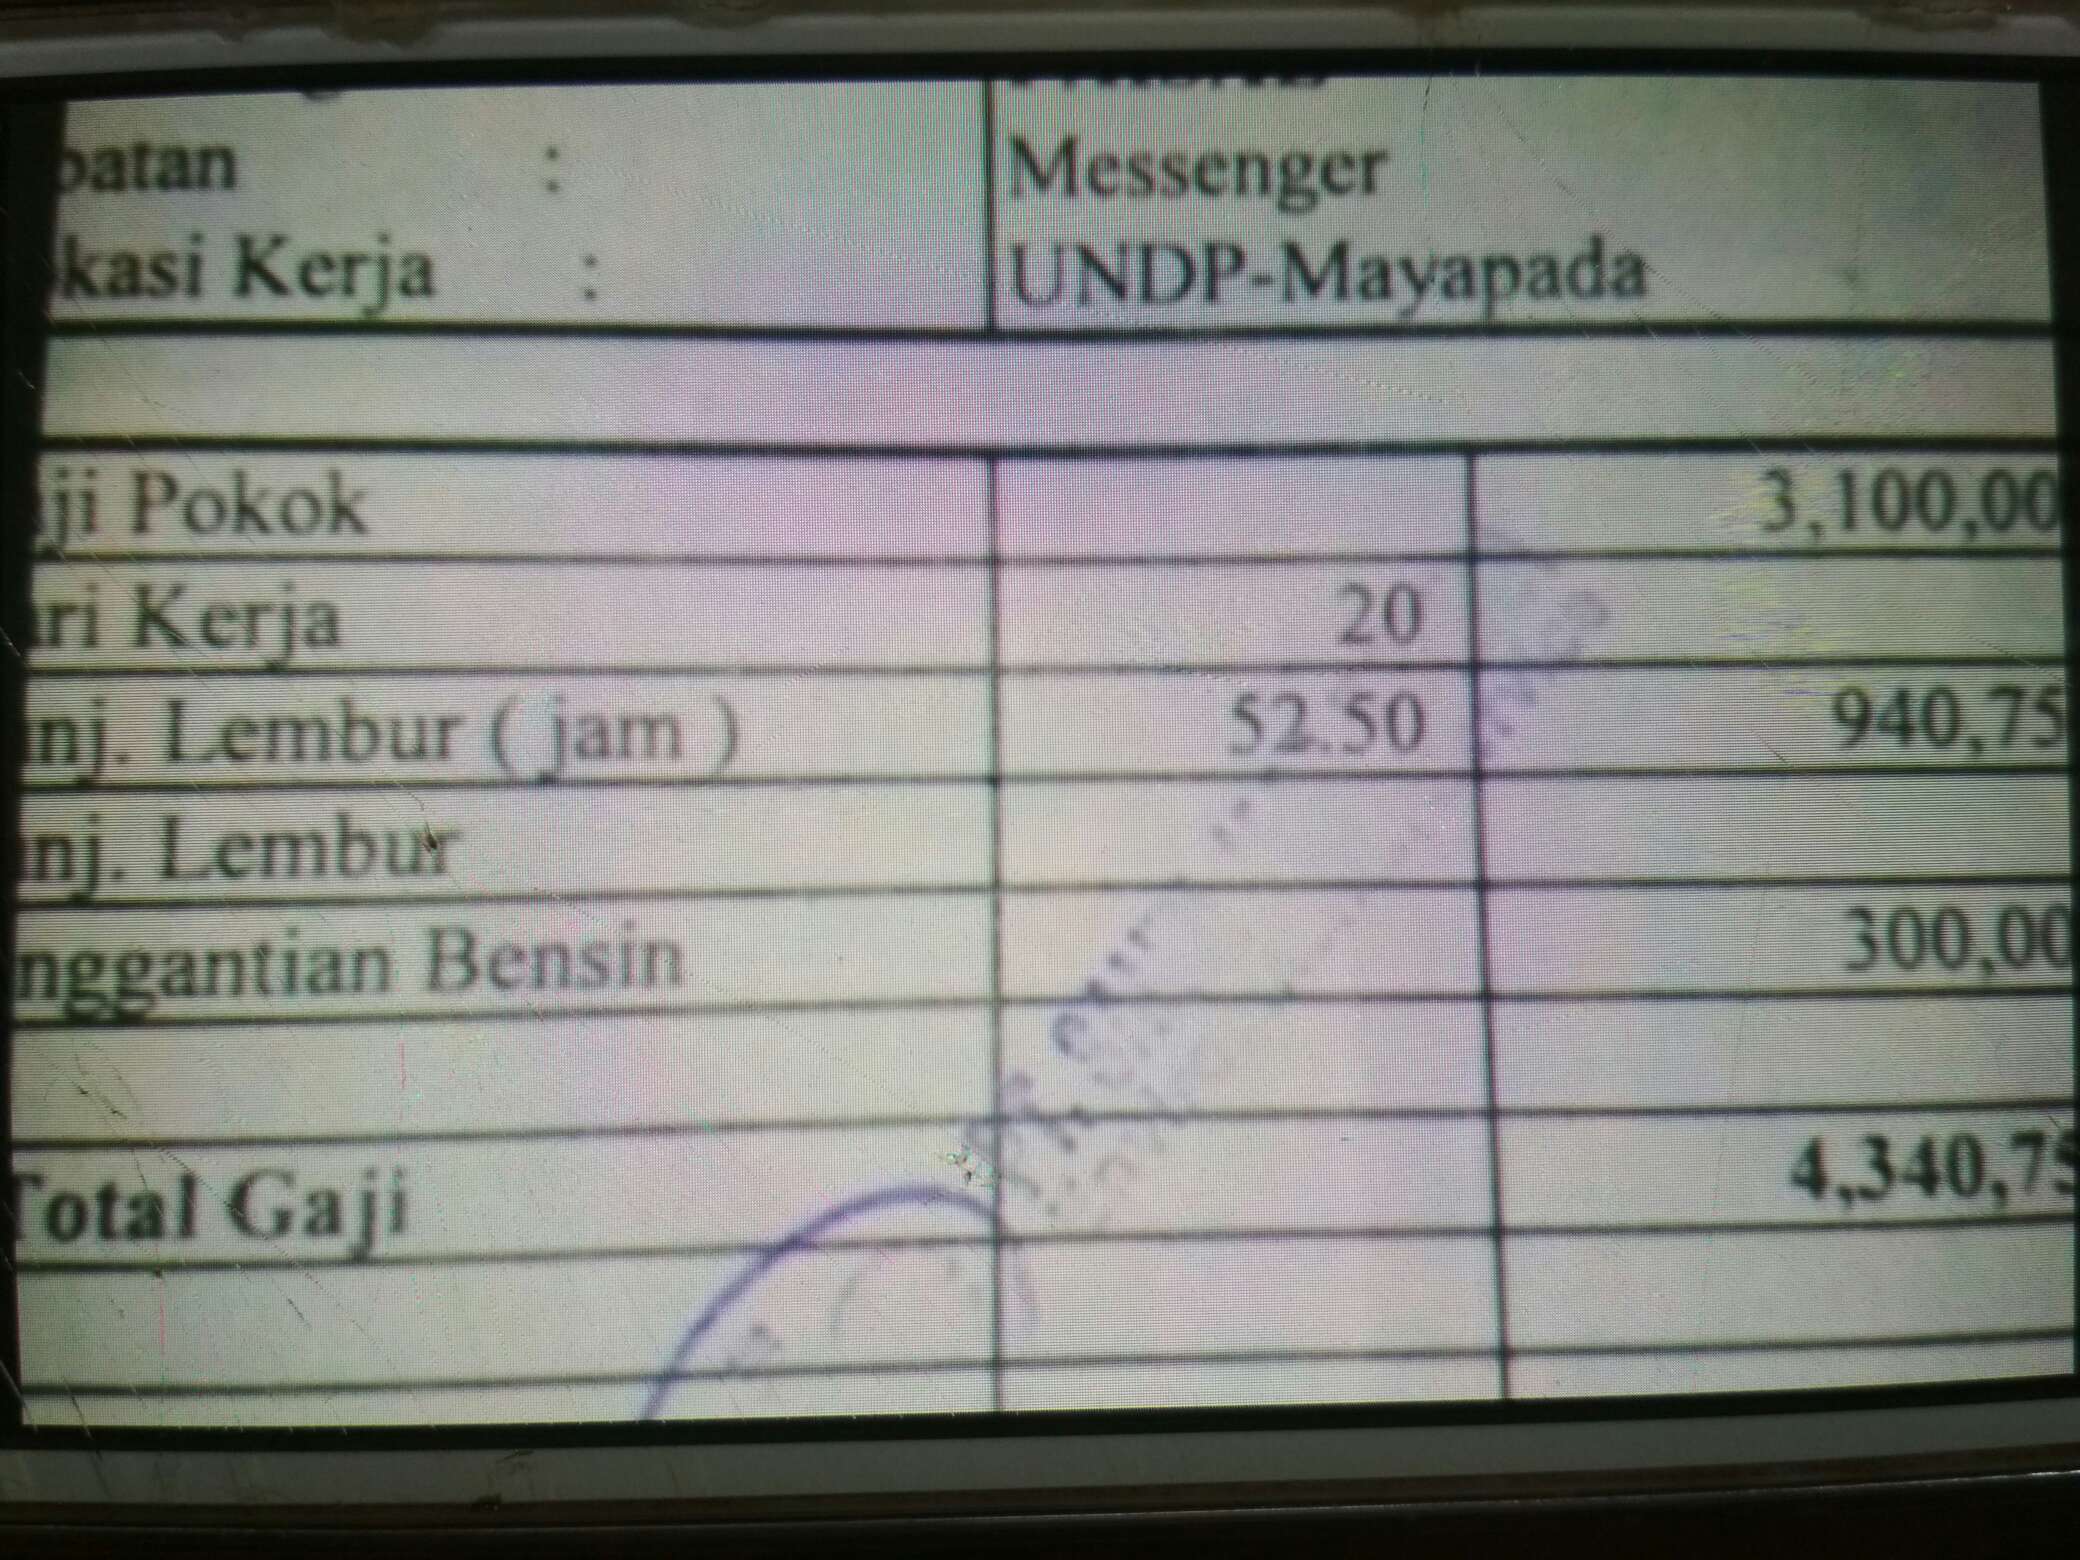 batan : Messenger
kasi Kerja : UNDP-Mayapada
ji Pokok 3,100,00
ri Kerja 20
nj. Lembur ( jam ) 52.50 940,75
nj. Lembur
nggantian Bensin 300,00
Total Gaji 4,340,75